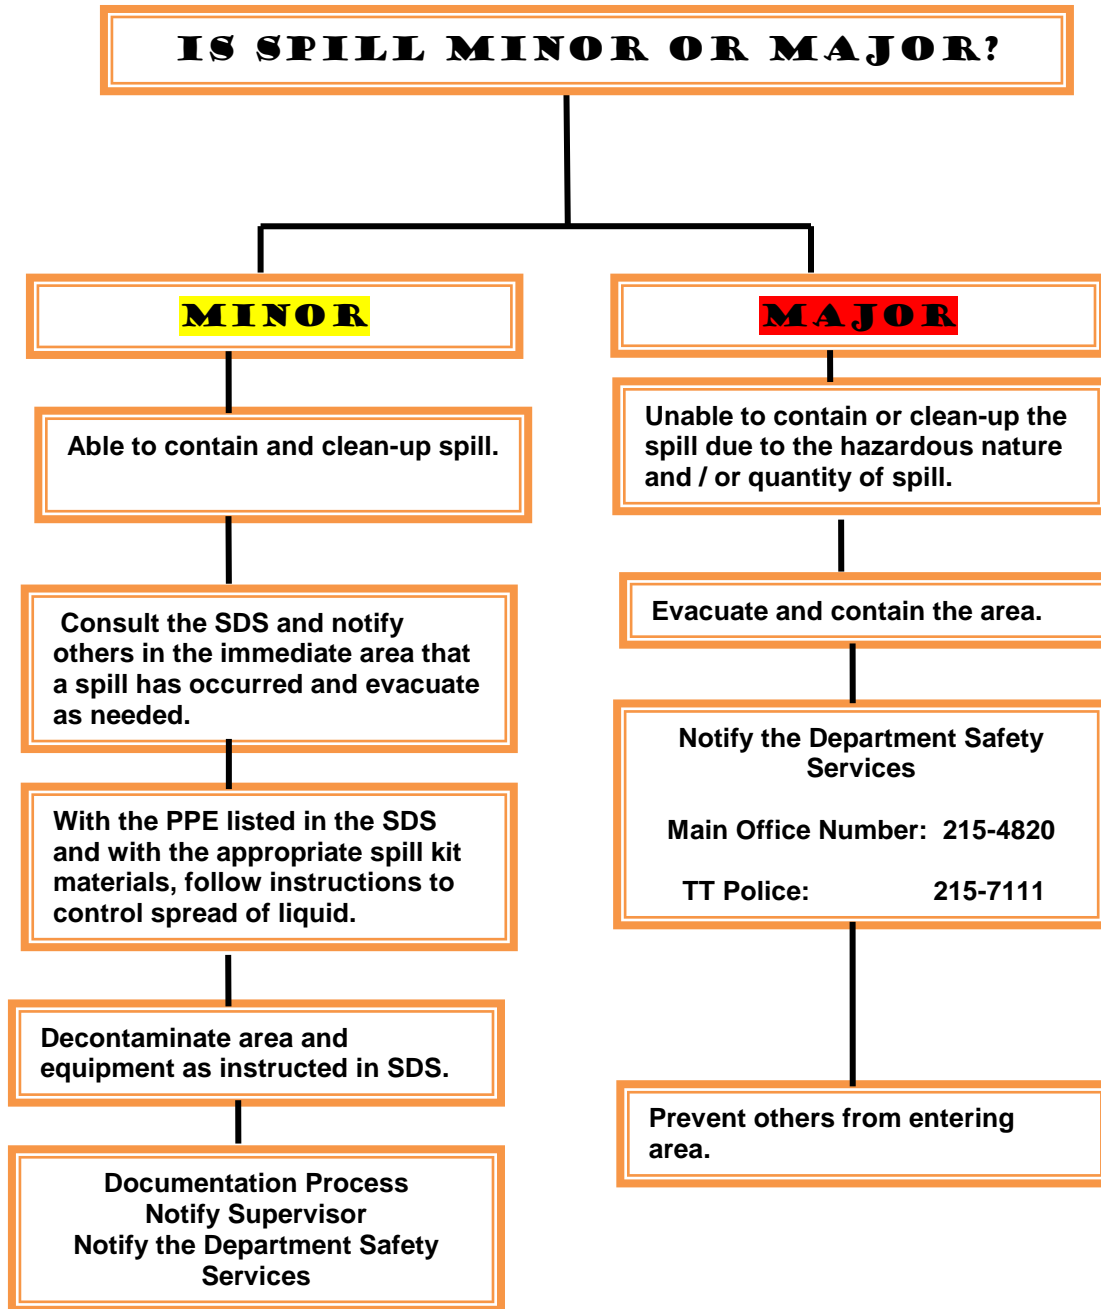 IS SPILL MINOR OR MAJOR?
MINOR
Able to contain and clean-up spill.
Consult the SDS and notify
others in the immediate area that
a spill has occurred and evacuate
as needed.
With the PPE listed in the SDS
and with the appropriate spill kit
materials, follow instructions to
control spread of liquid.
Decontaminate area and
equipment as instructed in SDS.
Documentation Process
Notify Supervisor
Notify the Department Safety
Services
MAJOR
Unable to contain or clean-up the
spill due to the hazardous nature
and / or quantity of spill.
Evacuate and contain the area.
Notify the Department Safety
Services
Main Office Number: 215-4820
TT Police: 215-7111
Prevent others from entering
area.